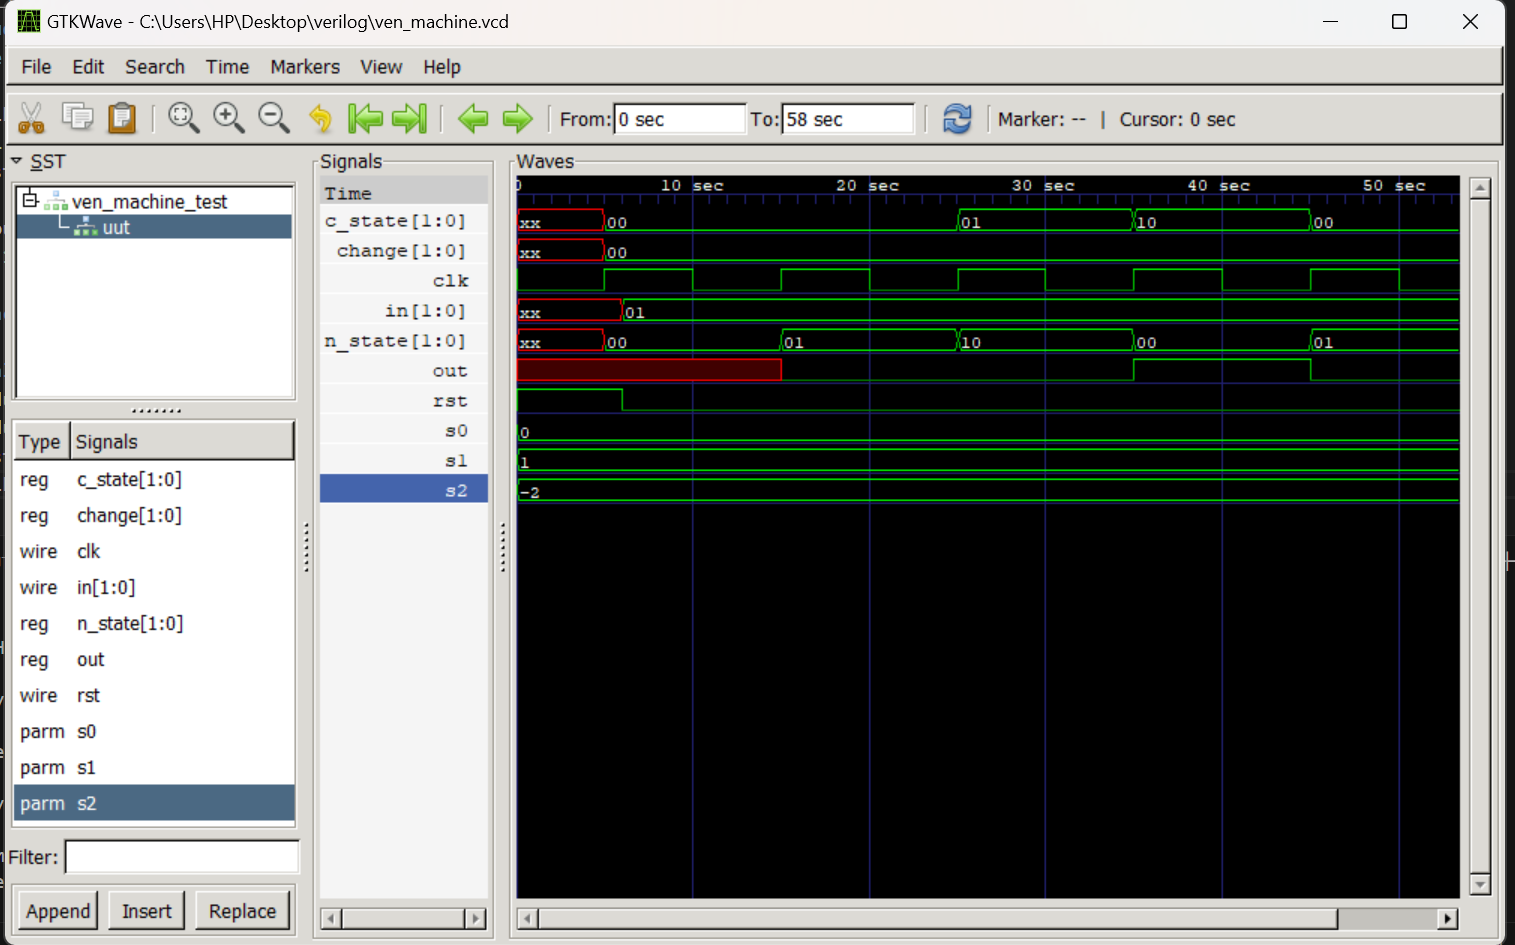 GTKWave - C:\Users\HP\Desktop\verilog\ven_machine.vcd
File Edit Search Time Markers View Help
From: 0 sec To: 58 sec Marker: -- | Cursor: 0 sec
SST
ven_machine_test
uut
Type Signals
reg c_state[1:0]
reg change[1:0]
wire clk
wire in[1:0]
reg n_state[1:0]
reg out
wire rst
parm s0
parm s1
parm s2
Filter:
Append Insert Replace
Signals
Time
c_state[1:0]
change[1:0]
clk
in[1:0]
n_state[1:0]
out
rst
s0
s1
s2
Waves
0 10 sec 20 sec 30 sec 40 sec 50 sec
xx 00 01 10 00
xx 00
xx 01
xx 00 01 10 00 01
0
1
-2